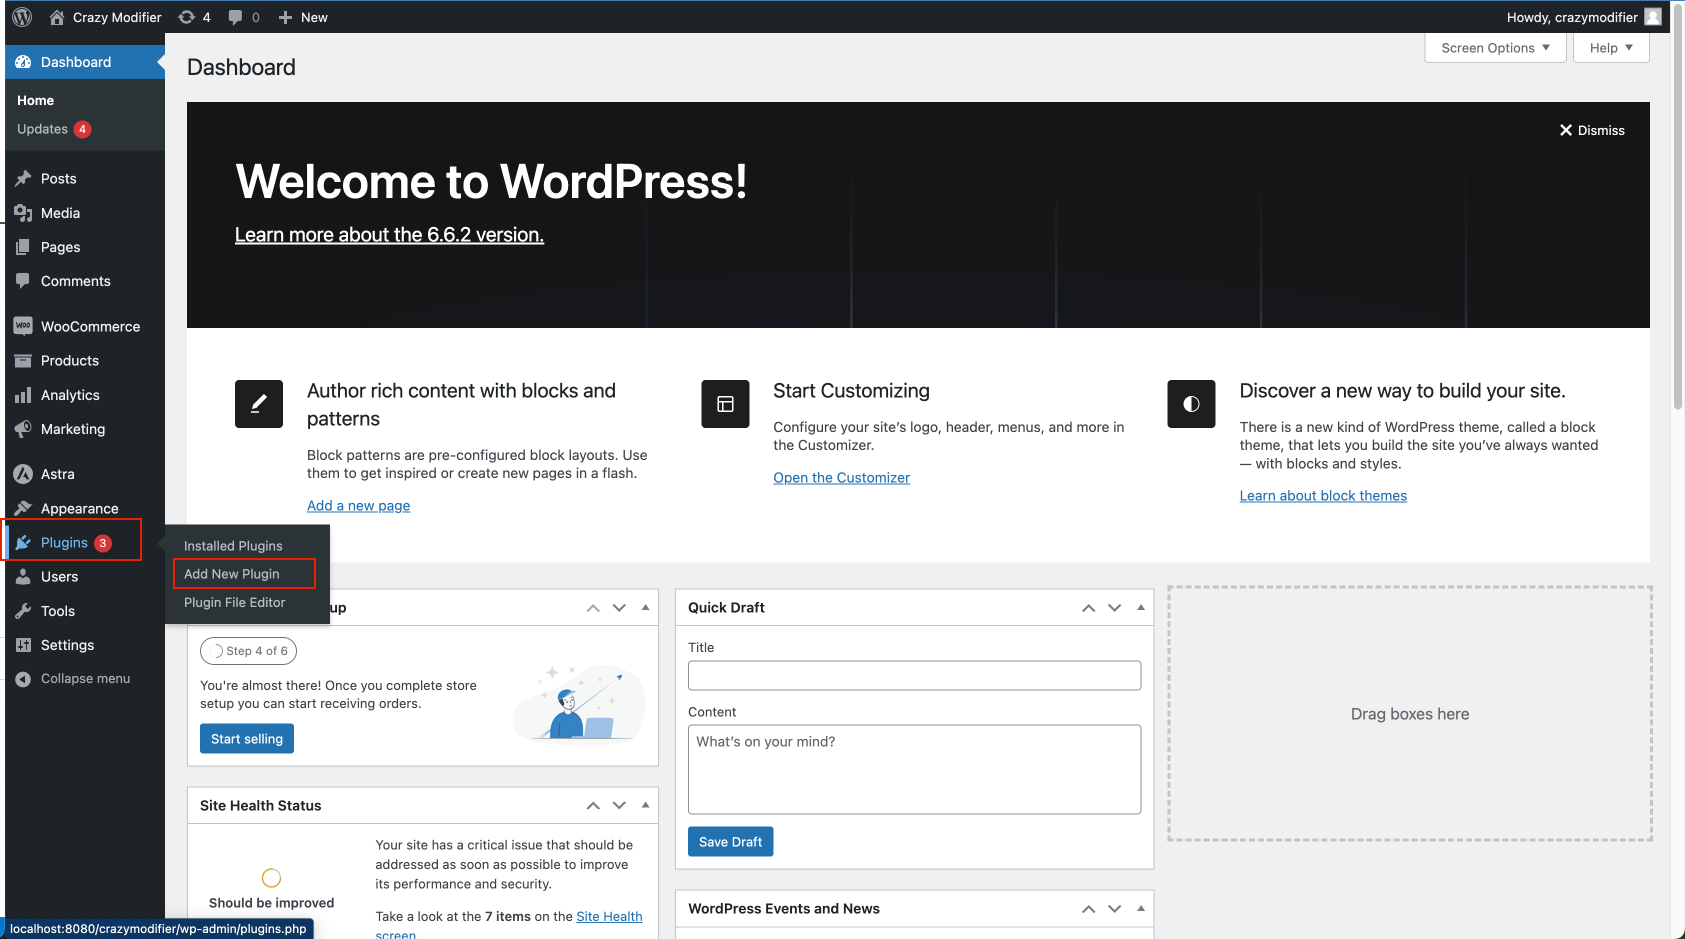 Crazy Modifier 4 0 New
Howdy, crazymodifier
Screen Options
Help
Dashboard
Home
Updates 4
Posts
Media
Pages
Comments
WOO WooCommerce
Products
Analytics
Marketing
Astra
Appearance
Plugins 3
Users
Tools
Settings
Collapse menu
Installed Plugins
Add New Plugin
Plugin File Editor
Dashboard
Dismiss
Welcome to WordPress!
Learn more about the 6.6.2 version.
Author rich content with blocks and
patterns
Block patterns are pre-configured block layouts. Use
them to get inspired or create new pages in a flash.
Add a new page
Start Customizing
Configure your site’s logo, header, menus, and more in
the Customizer.
Open the Customizer
Discover a new way to build your site.
There is a new kind of WordPress theme, called a block
theme, that lets you build the site you’ve always wanted
— with blocks and styles.
Learn about block themes
up
Step 4 of 6
You're almost there! Once you complete store
setup you can start receiving orders.
Start selling
Site Health Status
Should be improved
Your site has a critical issue that should be
addressed as soon as possible to improve
its performance and security.
Take a look at the 7 items on the Site Health
screen
Quick Draft
Title
Content
What’s on your mind?
Save Draft
WordPress Events and News
Drag boxes here
localhost:8080/crazymodifier/wp-admin/plugins.php